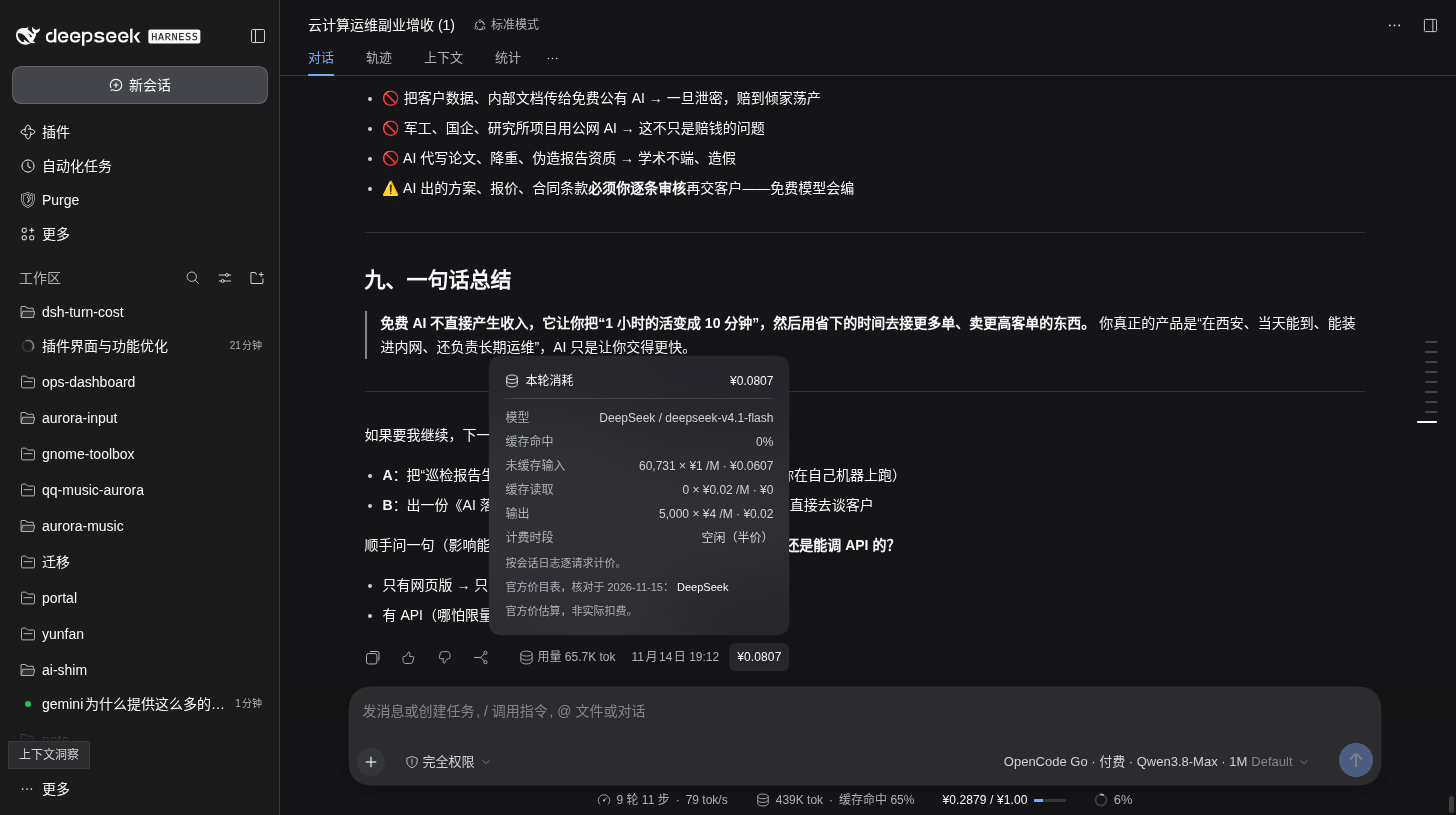 deepseek HARNESS
新会话
插件
自动化任务
Purge
更多
工作区
dsh-turn-cost
插件界面与功能优化 21分钟
ops-dashboard
aurora-input
gnome-toolbox
qq-music-aurora
aurora-music
迁移
portal
yunfan
ai-shim
gemini为什么提供这么多的… 1分钟
上下文洞察
更多
云计算运维副业增收 (1) 标准模式
对话 轨迹 上下文 统计 …
🚫 把客户数据、内部文档传给免费公有 AI → 一旦泄密，赔到倾家荡产
🚫 军工、国企、研究所项目用公网 AI → 这不只是赔钱的问题
🚫 AI 代写论文、降重、伪造报告资质 → 学术不端、造假
⚠️ AI 出的方案、报价、合同条款必须你逐条审核再交客户——免费模型会编
九、一句话总结
免费 AI 不直接产生收入，它让你把“1 小时的活变成 10 分钟”，然后用省下的时间去接更多单、卖更高客单的东西。 你真正的产品是“在西安、当天能到、能装
进内网、还负责长期运维”，AI 只是让你交得更快。
如果要我继续，下一
A：把“巡检报告生 你在自己机器上跑）
B：出一份《AI 落 直接去谈客户
顺手问一句（影响能 还是能调 API 的？
只有网页版 → 只
有 API（哪怕限量
本轮消耗 ¥0.0807
模型 DeepSeek / deepseek-v4.1-flash
缓存命中 0%
未缓存输入 60,731 × ¥1 /M · ¥0.0607
缓存读取 0 × ¥0.02 /M · ¥0
输出 5,000 × ¥4 /M · ¥0.02
计费时段 空闲（半价）
按会话日志逐请求计价。
官方价目表，核对于 2026-11-15： DeepSeek
官方价估算，非实际扣费。
用量 65.7K tok 11月14日 19:12 ¥0.0807
发消息或创建任务, / 调用指令, @ 文件或对话
完全权限 OpenCode Go · 付费 · Qwen3.8-Max · 1M Default
9 轮 11 步 · 79 tok/s 439K tok · 缓存命中 65% ¥0.2879 / ¥1.00 6%